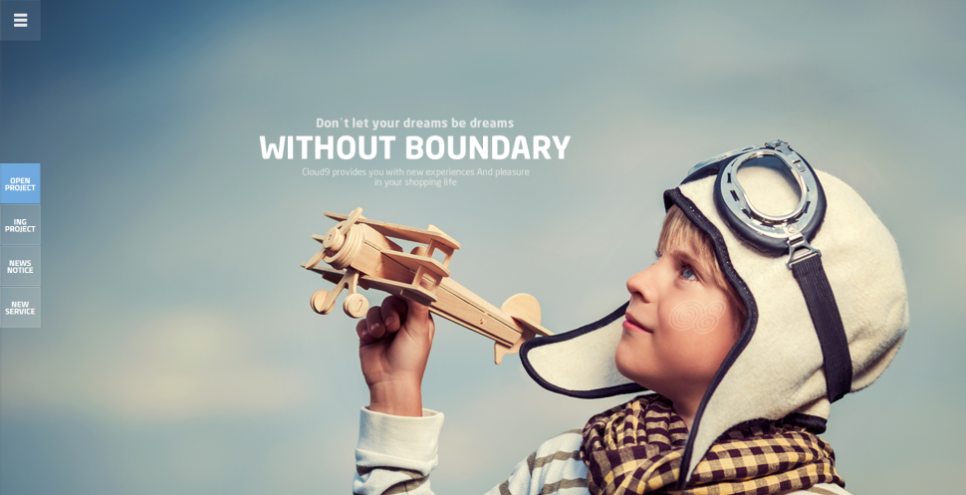 Don't let your dreams be dreams
WITHOUT BOUNDARY
Cloud9 provides you with new experiences And pleasure
in your shopping life
OPEN
PROJECT
ING
PROJECT
NEWS
NOTICE
NEW
SERVICE